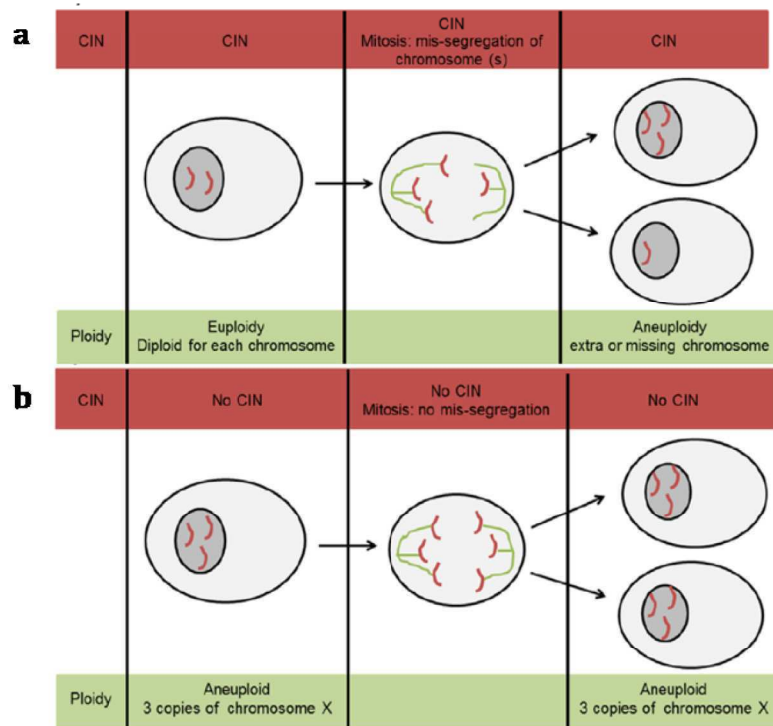 a
CIN
CIN
CIN
Mitosis: mis-segregation of
chromosome (s)
CIN
Ploidy
Euploidy
Diploid for each chromosome
Aneuploidy
extra or missing chromosome
b
CIN
No CIN
No CIN
Mitosis: no mis-segregation
No CIN
Ploidy
Aneuploid
3 copies of chromosome X
Aneuploid
3 copies of chromosome X